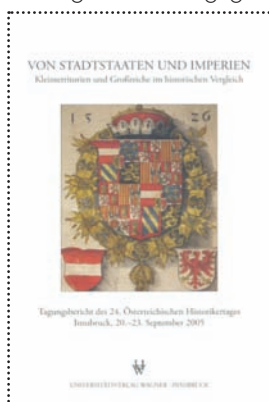 VON STADTSTAATEN UND IMPERIEN
Kleinterritorien und Großreiche im historischen Vergleich
15 26
Tagungsbericht des 24. Österreichischen Historikertages
Innsbruck, 20.–23. September 2005
UNIVERSITÄTSVERLAG WAGNER · INNSBRUCK